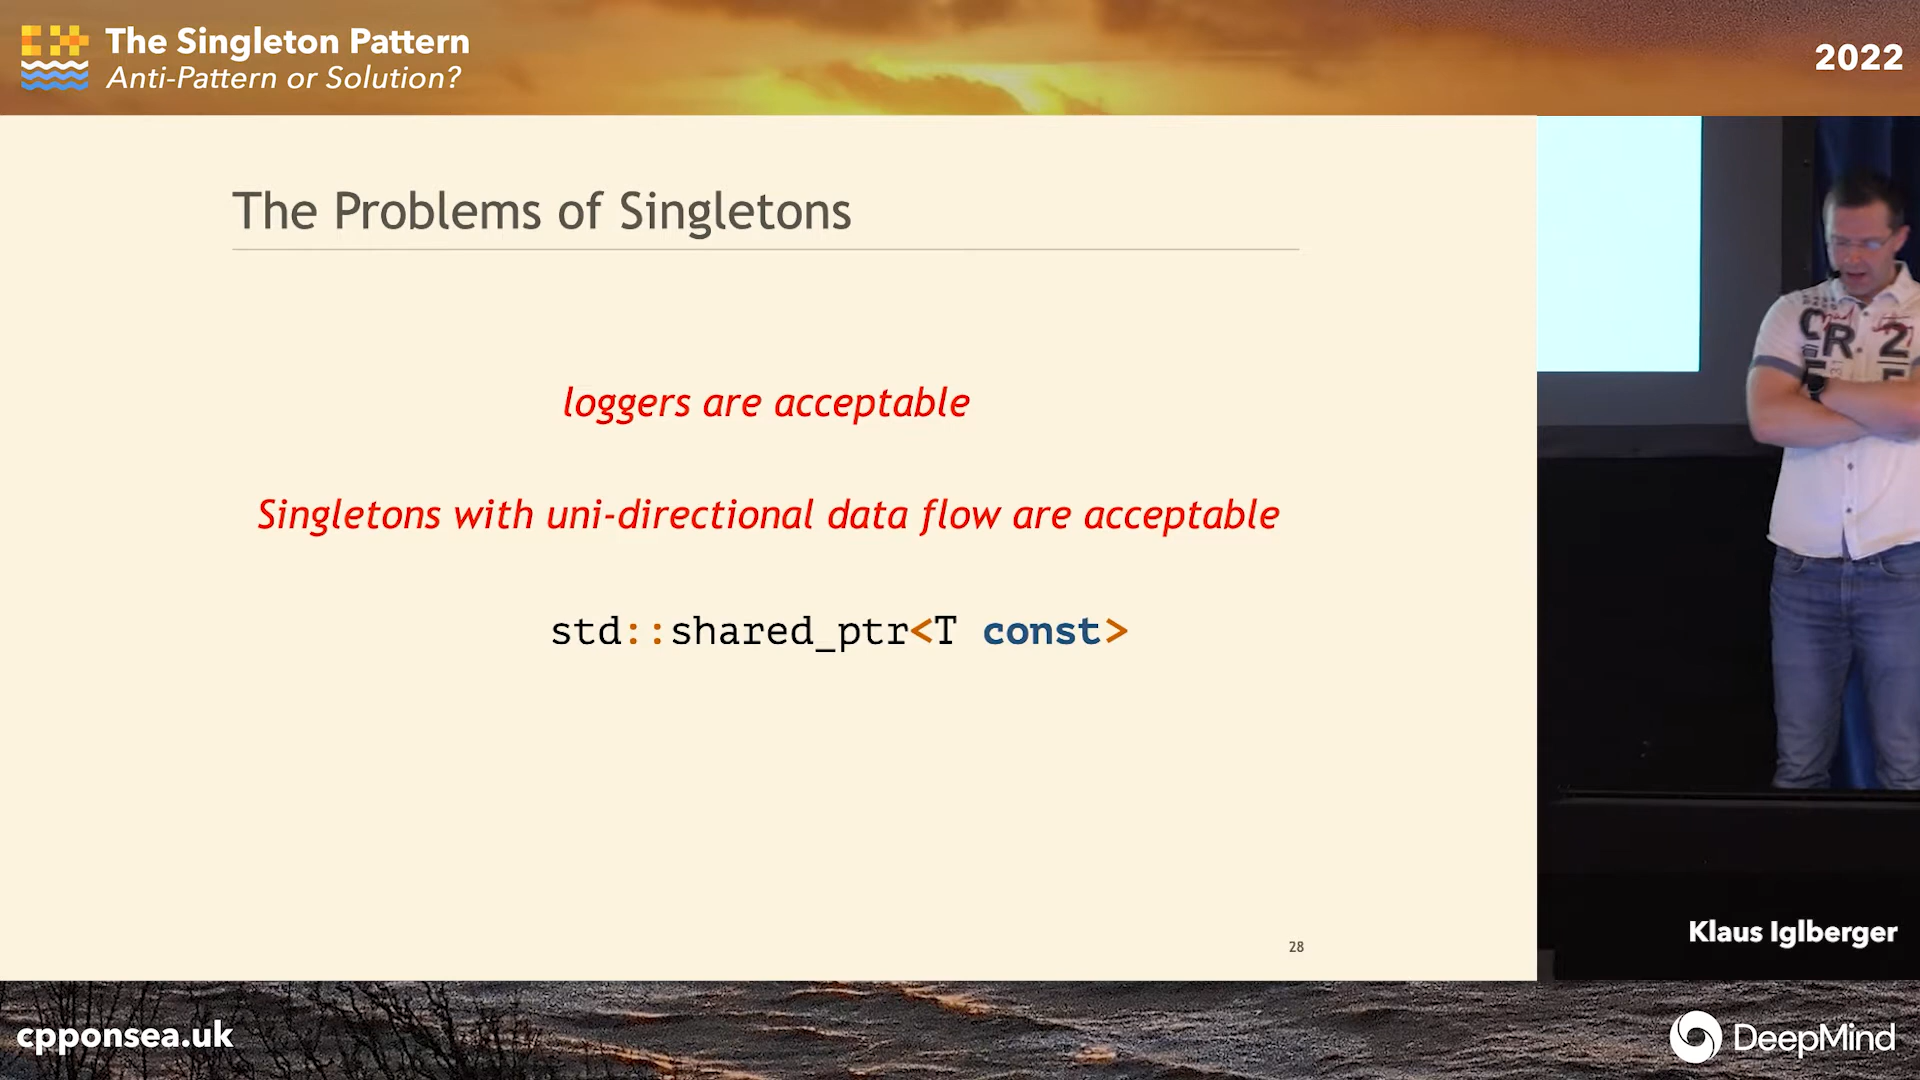 The Singleton Pattern
Anti-Pattern or Solution?
2022
The Problems of Singletons
loggers are acceptable
Singletons with uni-directional data flow are acceptable
std::shared_ptr<T const>
28
Klaus Iglberger
cpponsea.uk
DeepMind